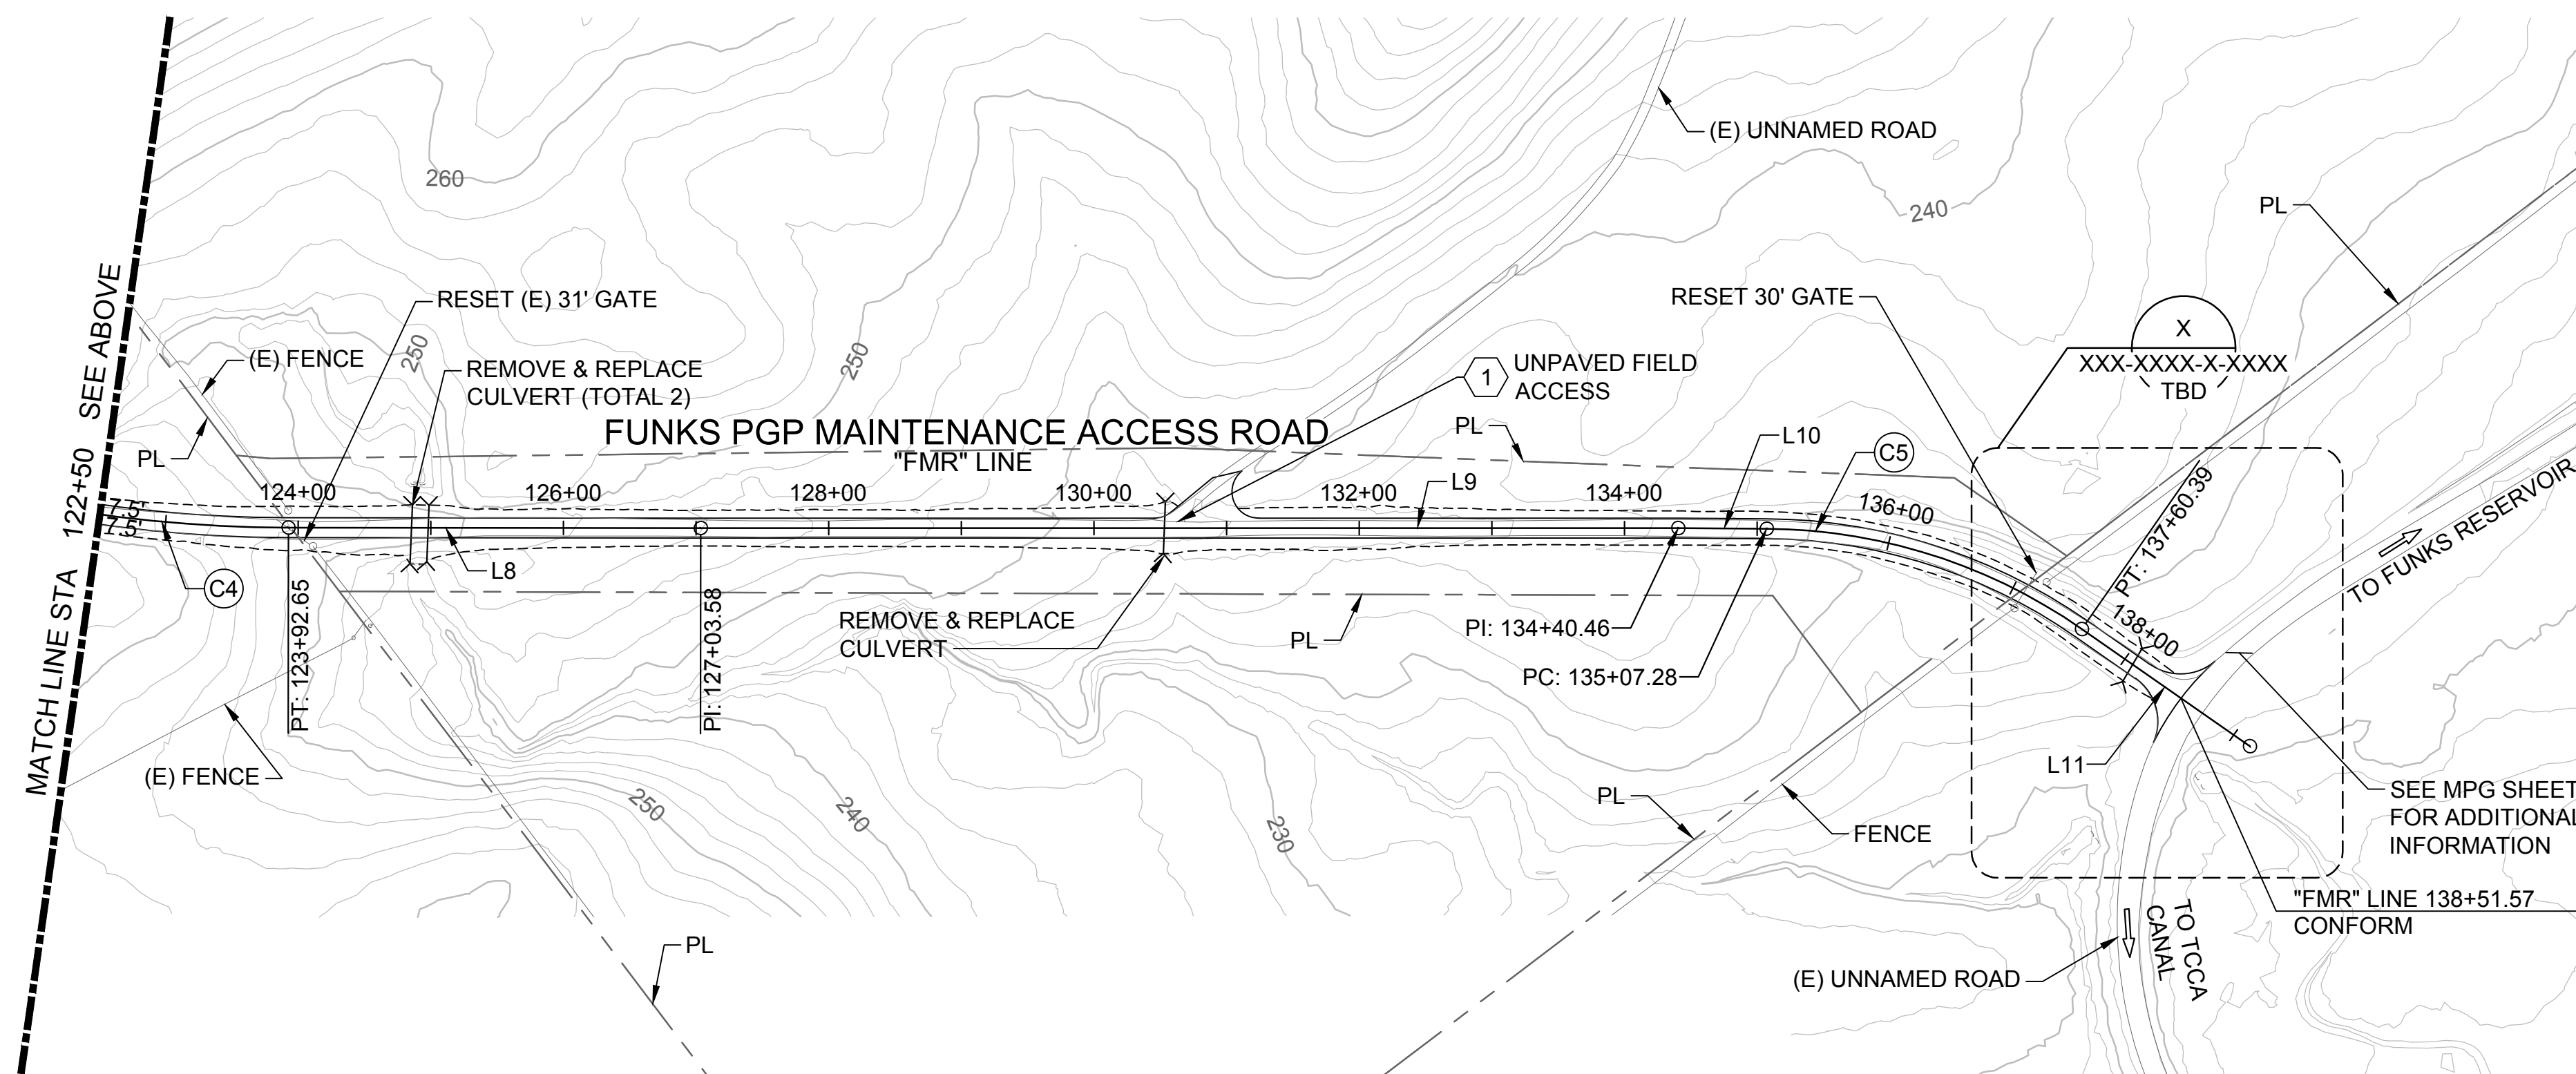 (E) UNNAMED ROAD
260
240
PL
MATCH LINE STA 122+50 SEE ABOVE
RESET (E) 31' GATE
RESET 30' GATE
X
XXX-XXXX-X-XXXX
TBD
(E) FENCE
250
REMOVE & REPLACE
CULVERT (TOTAL 2)
250
1
UNPAVED FIELD
ACCESS
FUNKS PGP MAINTENANCE ACCESS ROAD
"FMR" LINE
PL
PL
L10
C5
L9
7.5'
7.5'
124+00
126+00
128+00
130+00
132+00
134+00
136+00
138+00
PT: 137+60.39
TO FUNKS RESERVOIR
C4
L8
PT: 123+92.65
PI: 127+03.58
REMOVE & REPLACE
CULVERT
PL
PI: 134+40.46
PC: 135+07.28
(E) FENCE
250
240
230
PL
FENCE
L11
SEE MPG SHEET
FOR ADDITIONAL
INFORMATION
"FMR" LINE 138+51.57
CONFORM
PL
(E) UNNAMED ROAD
TO TCCA
CANAL